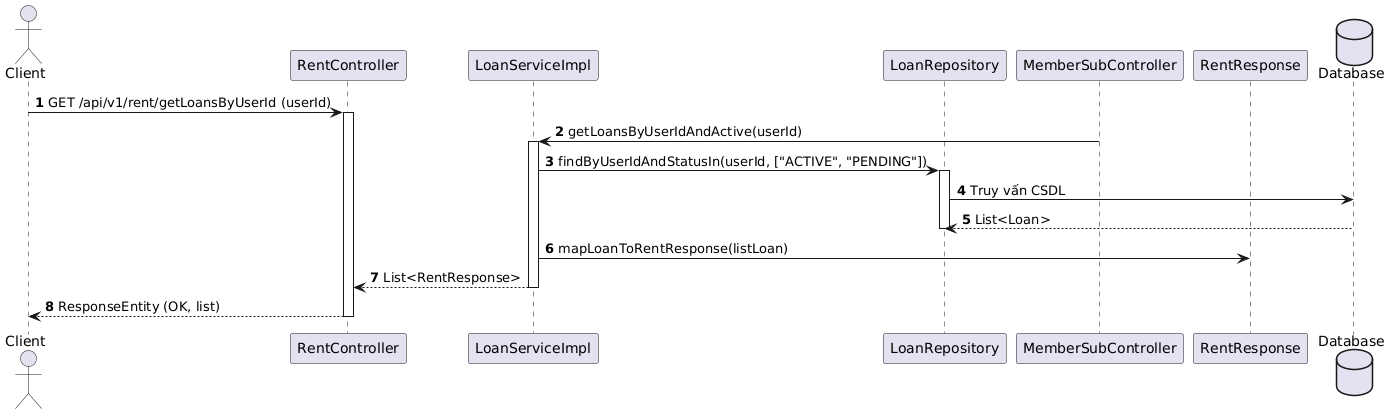 Client
RentController
LoanServiceImpl
LoanRepository
MemberSubController
RentResponse
Database
1 GET /api/v1/rent/getLoansByUserId (userId)
2 getLoansByUserIdAndActive(userId)
3 findByUserIdAndStatusIn(userId, ["ACTIVE", "PENDING"])
4 Truy vấn CSDL
5 List<Loan>
6 mapLoanToRentResponse(listLoan)
7 List<RentResponse>
8 ResponseEntity (OK, list)
Client
RentController
LoanServiceImpl
LoanRepository
MemberSubController
RentResponse
Database